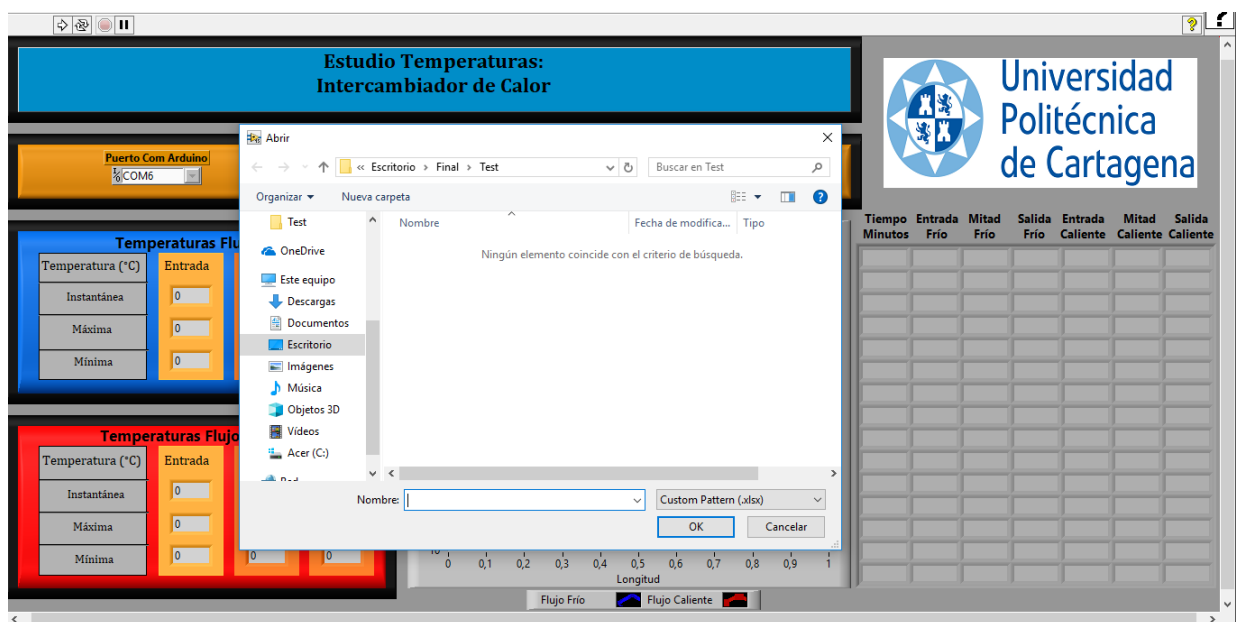 Estudio Temperaturas:
Intercambiador de Calor
Universidad
Politécnica
de Cartagena
Puerto Com Arduino
COM6
Abrir
« Escritorio › Final › Test
Buscar en Test
Organizar
Nueva carpeta
Test
OneDrive
Este equipo
Descargas
Documentos
Escritorio
Imágenes
Música
Objetos 3D
Vídeos
Acer (C:)
Nombre
Fecha de modifica...
Tipo
Ningún elemento coincide con el criterio de búsqueda.
Nombre:
Custom Pattern (.xlsx)
OK
Cancelar
Temperaturas Flu
Temperatura (°C)
Entrada
Instantánea
0
Máxima
0
Mínima
0
Temperaturas Flujo
Temperatura (°C)
Entrada
Instantánea
0
Máxima
0
Mínima
0
0
0
10
0 0,1 0,2 0,3 0,4 0,5 0,6 0,7 0,8 0,9 1
Longitud
Flujo Frío
Flujo Caliente
Tiempo Entrada Mitad Salida Entrada Mitad Salida
Minutos Frío Frío Frío Caliente Caliente Caliente